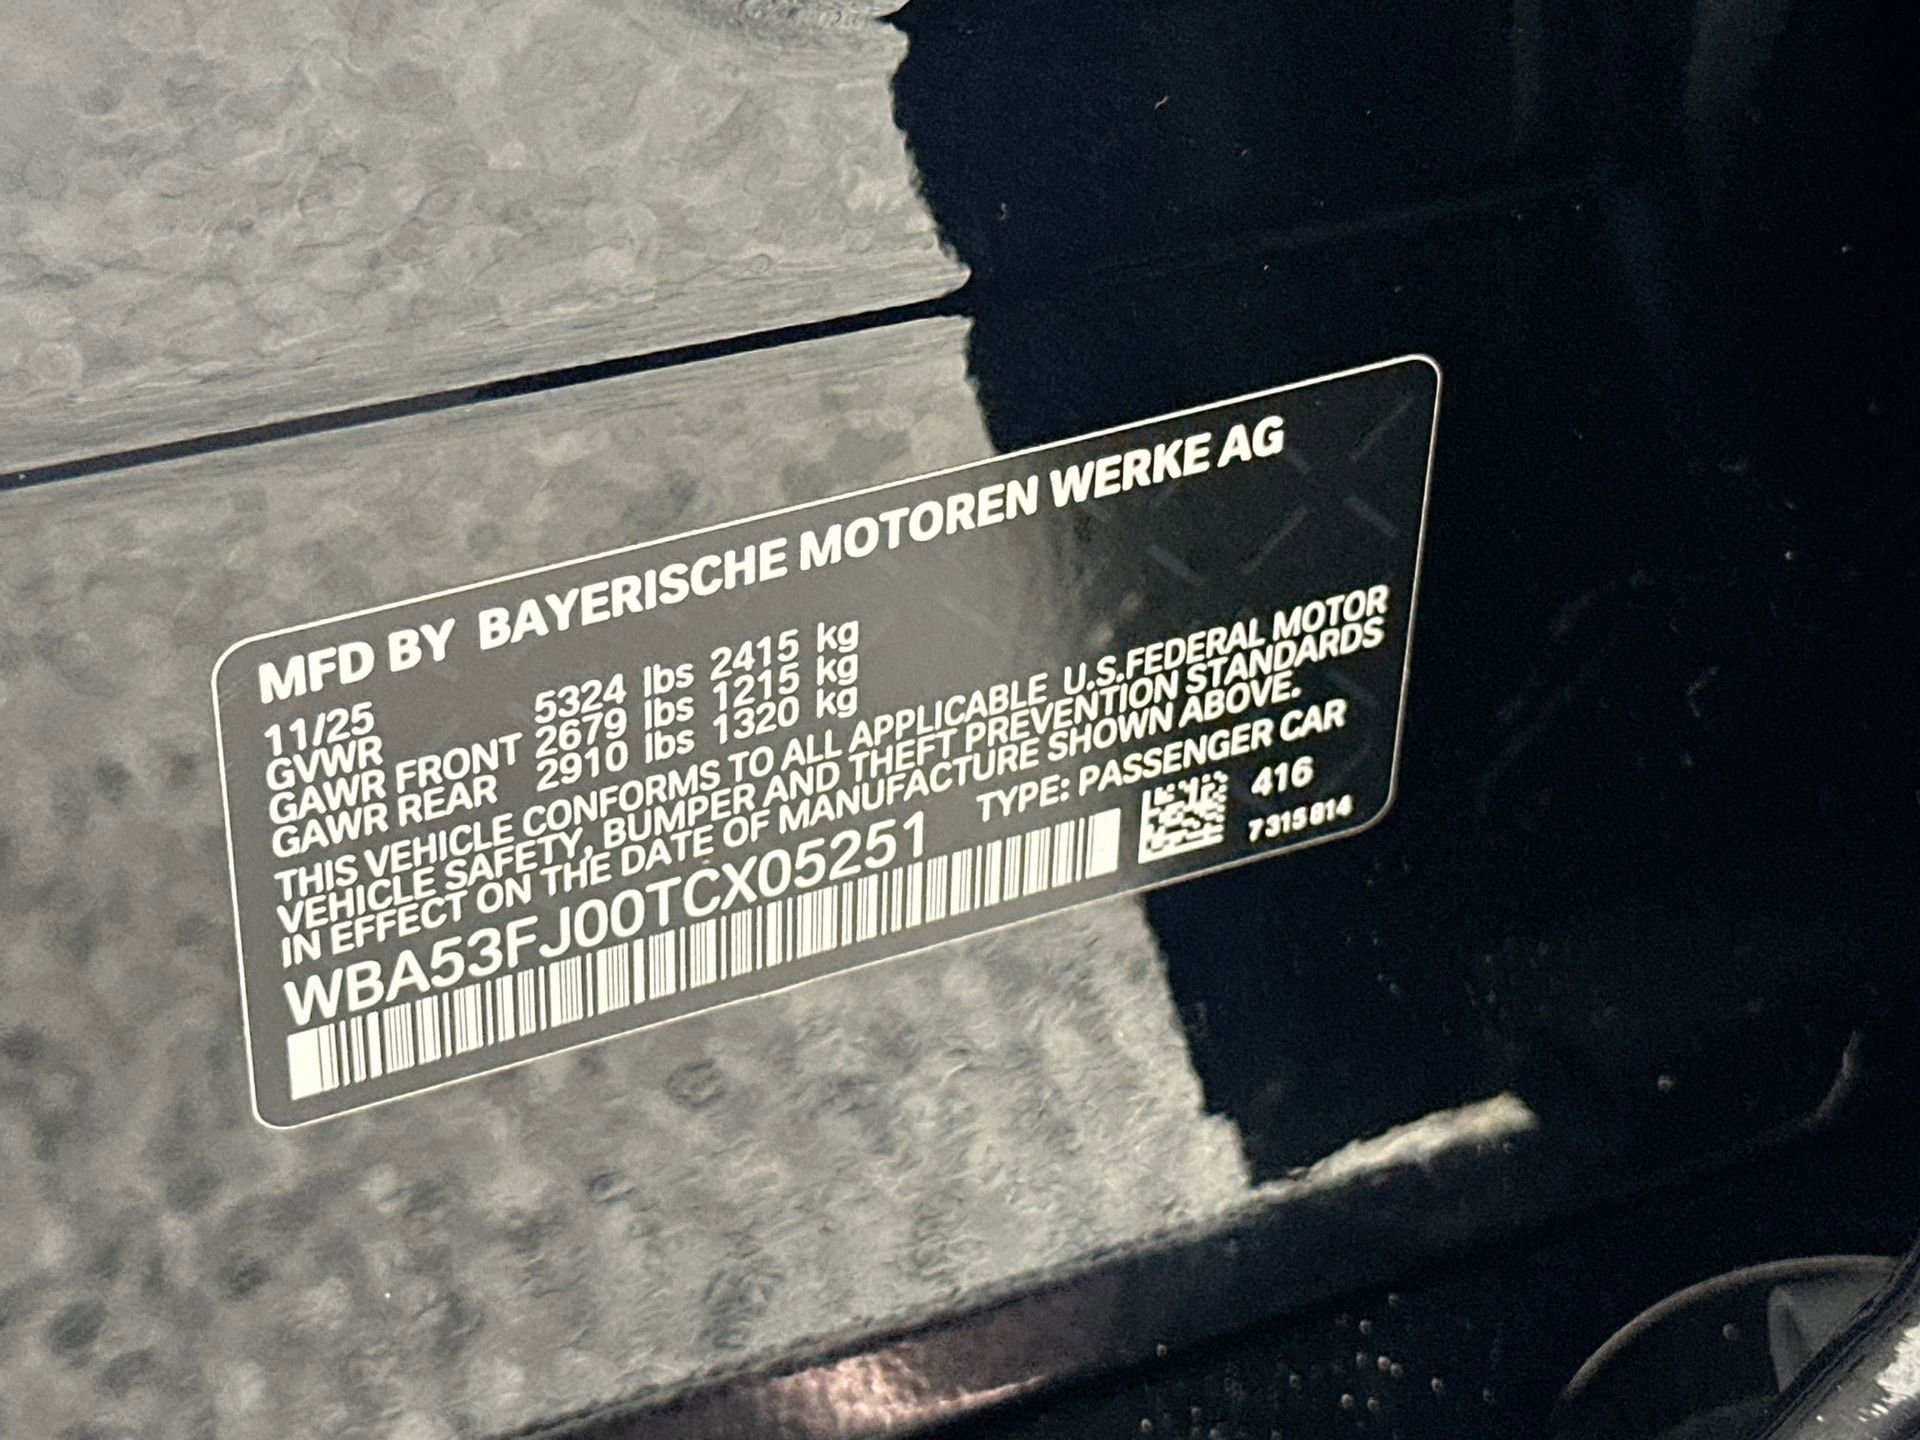 MFD BY BAYERISCHE MOTOREN WERKE AG
11/25
GVWR 5324 lbs 2415 kg
GAWR FRONT 2679 lbs 1215 kg
GAWR REAR 2910 lbs 1320 kg
THIS VEHICLE CONFORMS TO ALL APPLICABLE U.S.FEDERAL MOTOR
VEHICLE SAFETY, BUMPER AND THEFT PREVENTION STANDARDS
IN EFFECT ON THE DATE OF MANUFACTURE SHOWN ABOVE.
WBA53FJ00TCX05251 TYPE: PASSENGER CAR
416
7315814